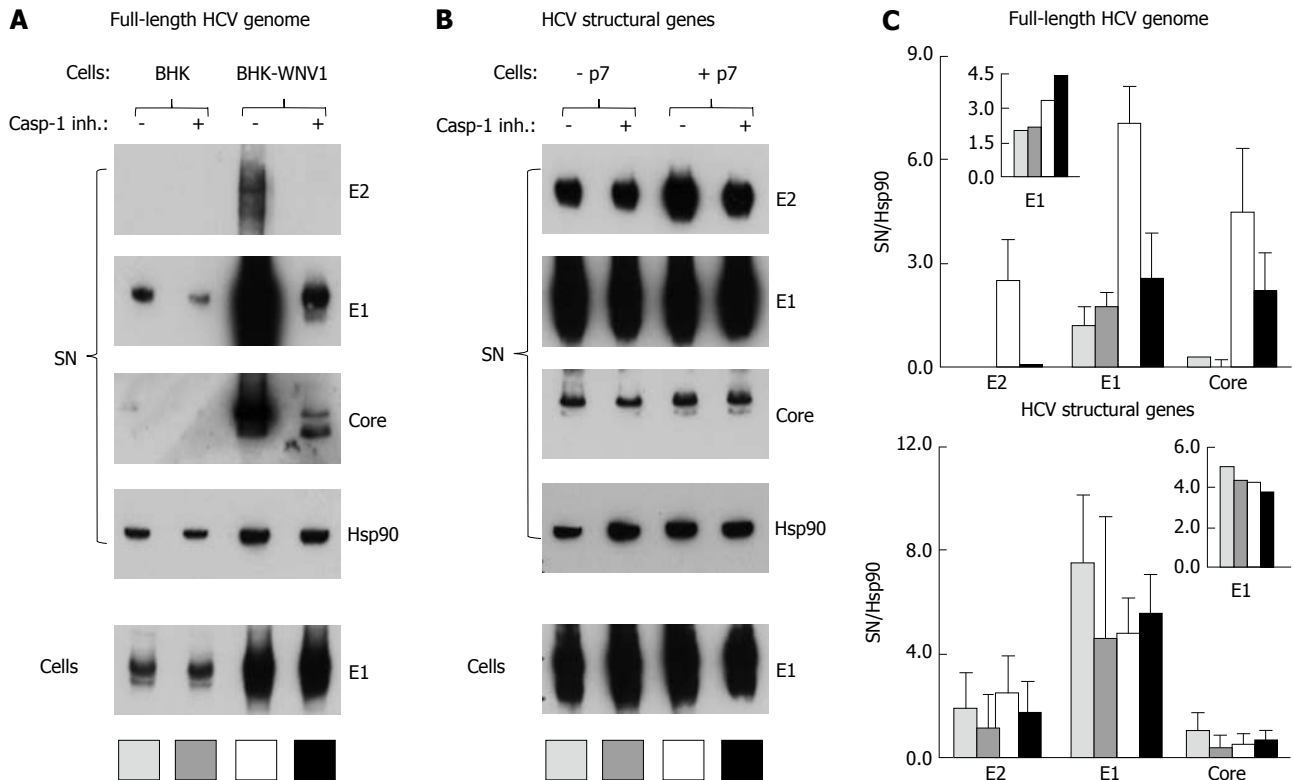 A
Full-length HCV genome
Cells:
BHK
BHK-WNV1
Casp-1 inh.:
- + - +
E2
E1
SN
Core
Hsp90
Cells
E1
B
HCV structural genes
Cells:
- p7
+ p7
Casp-1 inh.:
- + - +
E2
E1
SN
Core
Hsp90
Cells
E1
C
Full-length HCV genome
9.0
6.0
3.0
0.0
SN/Hsp90
4.5
3.0
1.5
0.0
E1
E2 E1 Core
HCV structural genes
12.0
8.0
4.0
0.0
SN/Hsp90
6.0
4.0
2.0
0.0
E1
E2 E1 Core